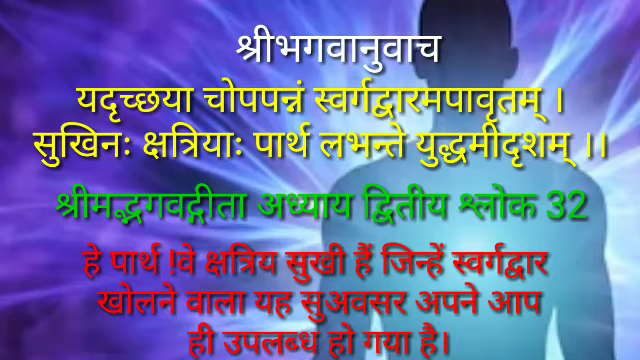 श्रीभगवानुवाच
यदृच्छया चोपपन्नं स्वर्गद्वारमपावृतम् ।
सुखिनः क्षत्रियाः पार्थ लभन्ते युद्धमीदृशम् ।।
श्रीमद्भगवद्गीता अध्याय द्वितीय श्लोक 32
हे पार्थ !वे क्षत्रिय सुखी हैं जिन्हें स्वर्गद्वार
खोलने वाला यह सुअवसर अपने आप
ही उपलब्ध हो गया है।